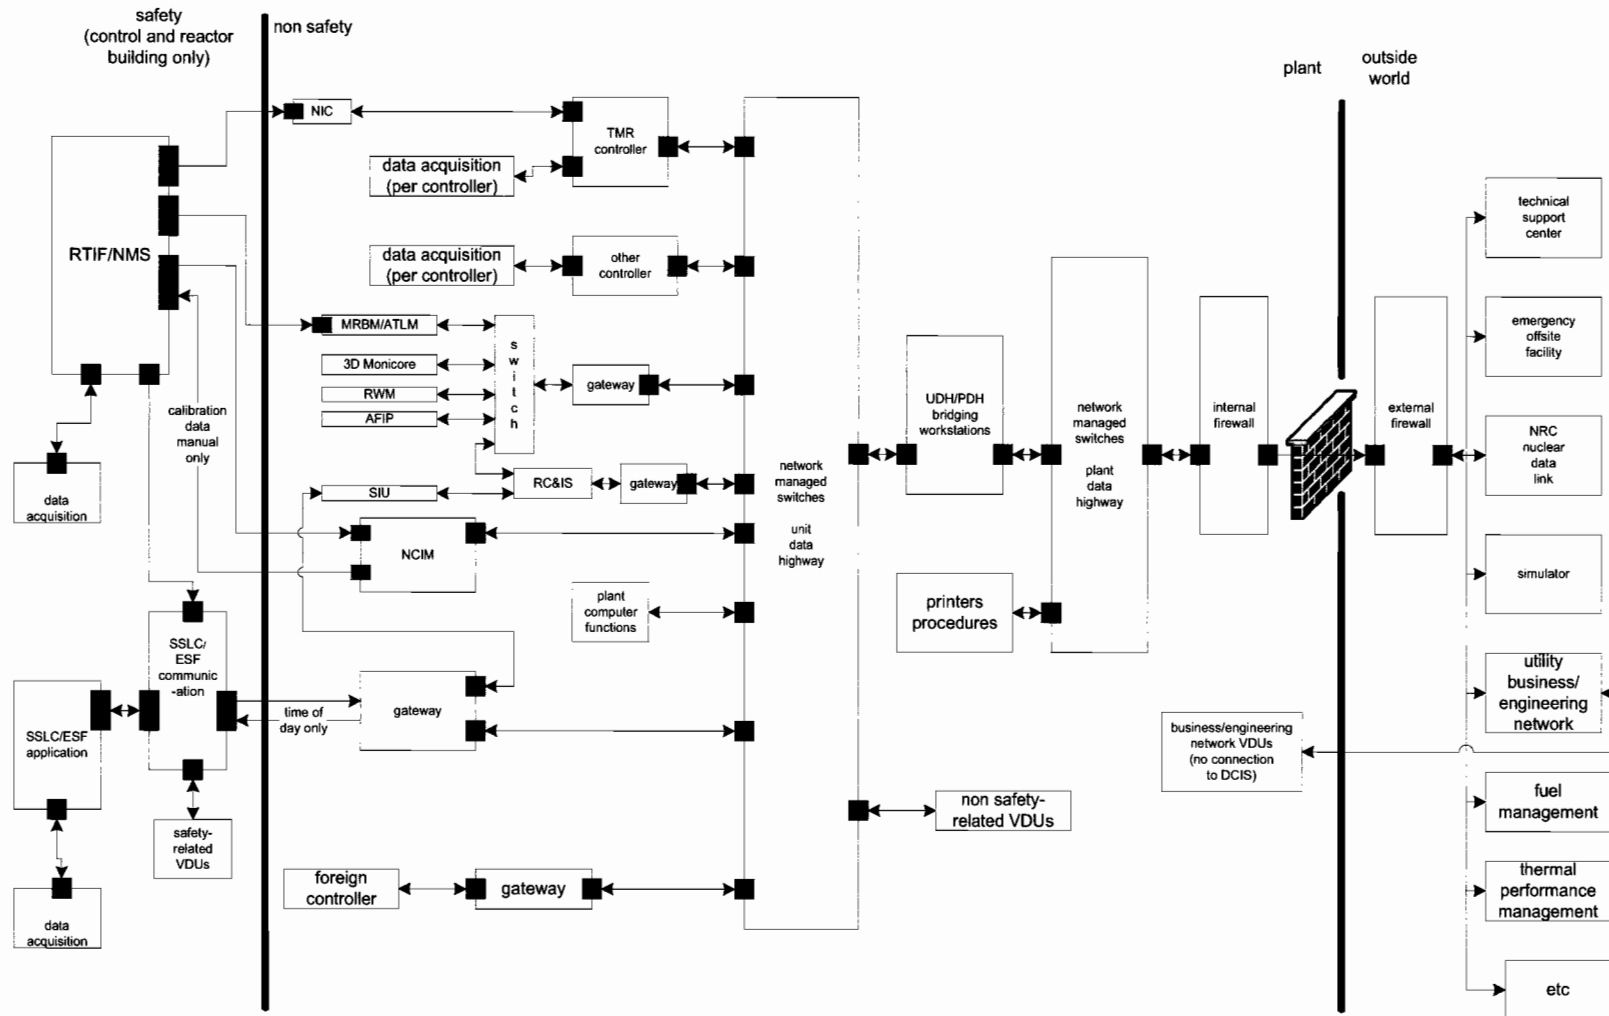 safety
(control and reactor
building only)
non safety
plant
outside
world
NIC
TMR
controller
data acquisition
(per controller)
RTIF/NMS
data acquisition
(per controller)
other
controller
MRBM/ATLM
3D Monicore
RWM
AFIP
s
w
i
t
c
h
gateway
calibration
data
manual
only
data
acquisition
SIU
RC&IS
gateway
NCIM
network
managed
switches
unit
data
highway
plant
computer
functions
SSLC/
ESF
communic
-ation
SSLC/ESF
application
time of
day only
gateway
safety-
related
VDUs
data
acquisition
foreign
controller
gateway
UDH/PDH
bridging
workstations
network
managed
switches
plant
data
highway
printers
procedures
non safety-
related VDUs
internal
firewall
external
firewall
business/engineering
network VDUs
(no connection
to DCIS)
technical
support
center
emergency
offsite
facility
NRC
nuclear
data
link
simulator
utility
business/
engineering
network
fuel
management
thermal
performance
management
etc